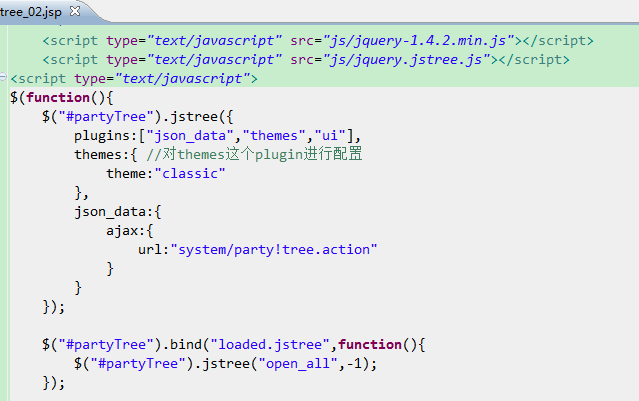 tree_02.jsp
<script type="text/javascript" src="js/jquery-1.4.2.min.js"></script>
<script type="text/javascript" src="js/jquery.jstree.js"></script>
<script type="text/javascript">
$(function(){
$("#partyTree").jstree({
plugins:["json_data","themes","ui"],
themes:{ //对themes这个plugin进行配置
theme:"classic"
},
json_data:{
ajax:{
url:"system/party!tree.action"
}
}
});
$("#partyTree").bind("loaded.jstree",function(){
$("#partyTree").jstree("open_all",-1);
});